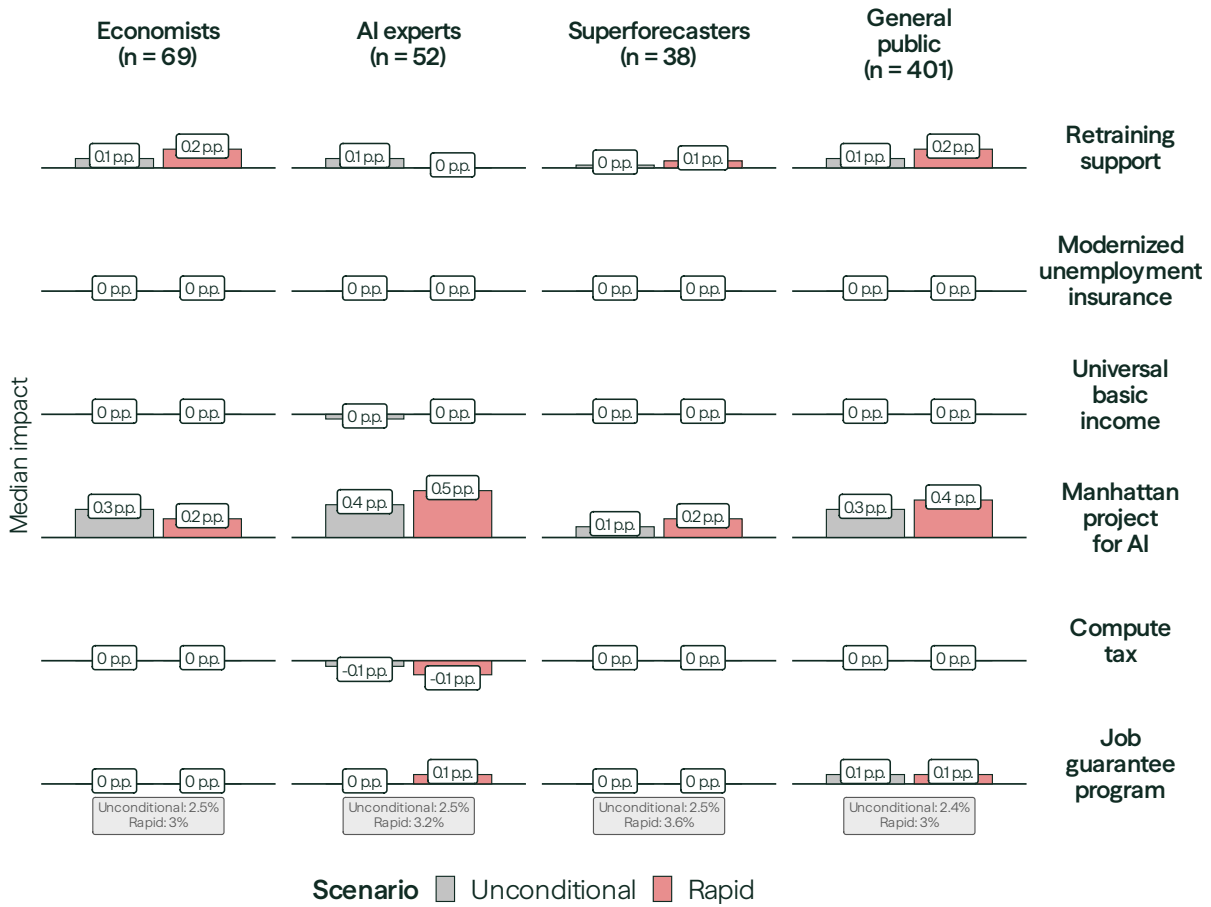 Economists
(n = 69)
AI experts
(n = 52)
Superforecasters
(n = 38)
General
public
(n = 401)
0.1 p.p.
0.2 p.p.
0.1 p.p.
0 p.p.
0 p.p.
0.1 p.p.
0.1 p.p.
0.2 p.p.
Retraining
support
0 p.p.
0 p.p.
0 p.p.
0 p.p.
0 p.p.
0 p.p.
0 p.p.
0 p.p.
Modernized
unemployment
insurance
Median impact
0 p.p.
0 p.p.
0 p.p.
0 p.p.
0 p.p.
0 p.p.
0 p.p.
0 p.p.
Universal
basic
income
0.3 p.p.
0.2 p.p.
0.4 p.p.
0.5 p.p.
0.1 p.p.
0.2 p.p.
0.3 p.p.
0.4 p.p.
Manhattan
project
for AI
0 p.p.
0 p.p.
-0.1 p.p.
-0.1 p.p.
0 p.p.
0 p.p.
0 p.p.
0 p.p.
Compute
tax
0 p.p.
0 p.p.
0 p.p.
0.1 p.p.
0 p.p.
0 p.p.
0.1 p.p.
0.1 p.p.
Job
guarantee
program
Unconditional: 2.5%
Rapid: 3%
Unconditional: 2.5%
Rapid: 3.2%
Unconditional: 2.5%
Rapid: 3.6%
Unconditional: 2.4%
Rapid: 3%
Scenario Unconditional Rapid